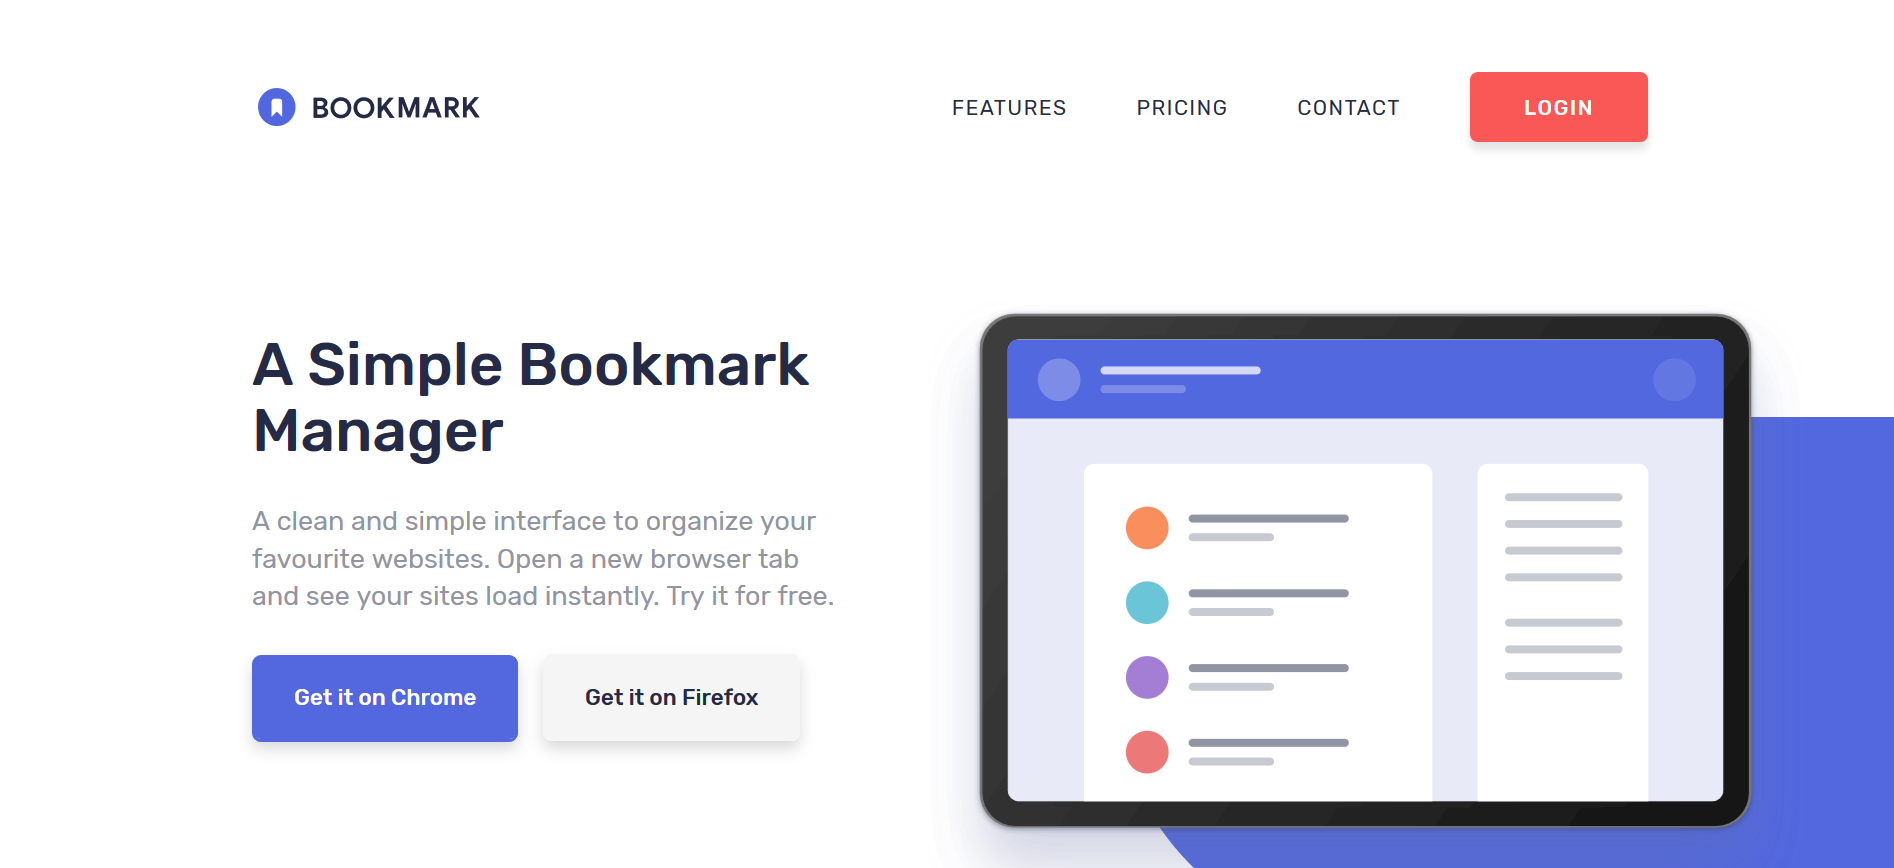 BOOKMARK
FEATURES
PRICING
CONTACT
LOGIN
A Simple Bookmark
Manager
A clean and simple interface to organize your
favourite websites. Open a new browser tab
and see your sites load instantly. Try it for free.
Get it on Chrome
Get it on Firefox